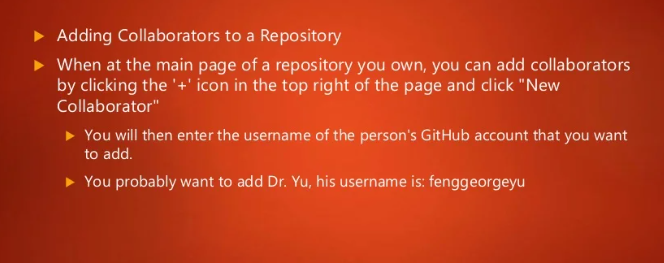 Adding Collaborators to a Repository
When at the main page of a repository you own, you can add collaborators
by clicking the '+' icon in the top right of the page and click "New
Collaborator"
You will then enter the username of the person's GitHub account that you want
to add.
You probably want to add Dr. Yu, his username is: fenggeorgeyu